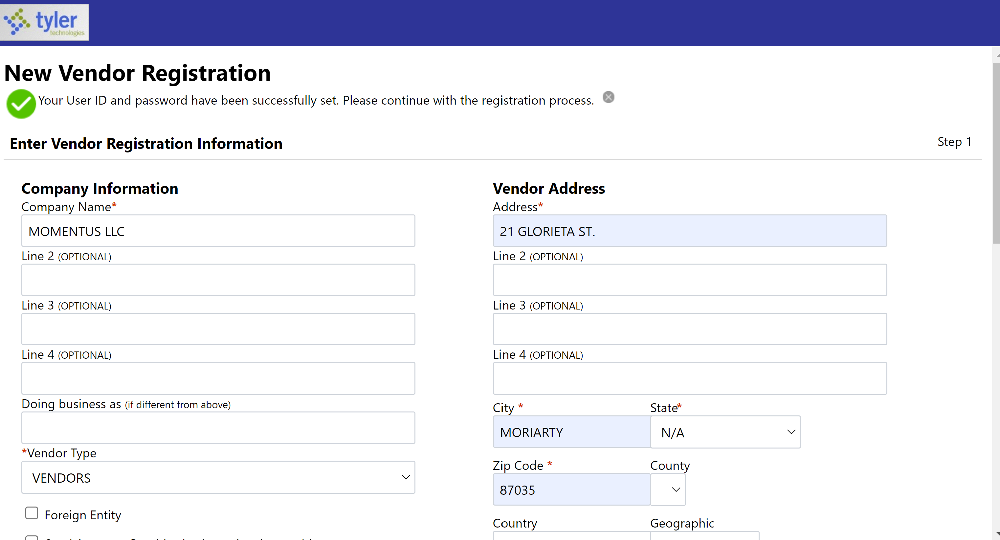 tyler
technologies
New Vendor Registration
Your User ID and password have been successfully set. Please continue with the registration process.
Enter Vendor Registration Information
Step 1
Company Information
Company Name*
MOMENTUS LLC
Line 2 (OPTIONAL)
Line 3 (OPTIONAL)
Line 4 (OPTIONAL)
Doing business as (if different from above)
*Vendor Type
VENDORS
Foreign Entity
Vendor Address
Address*
21 GLORIETA ST.
Line 2 (OPTIONAL)
Line 3 (OPTIONAL)
Line 4 (OPTIONAL)
City *
State*
MORIARTY
N/A
Zip Code *
County
87035
Country
Geographic